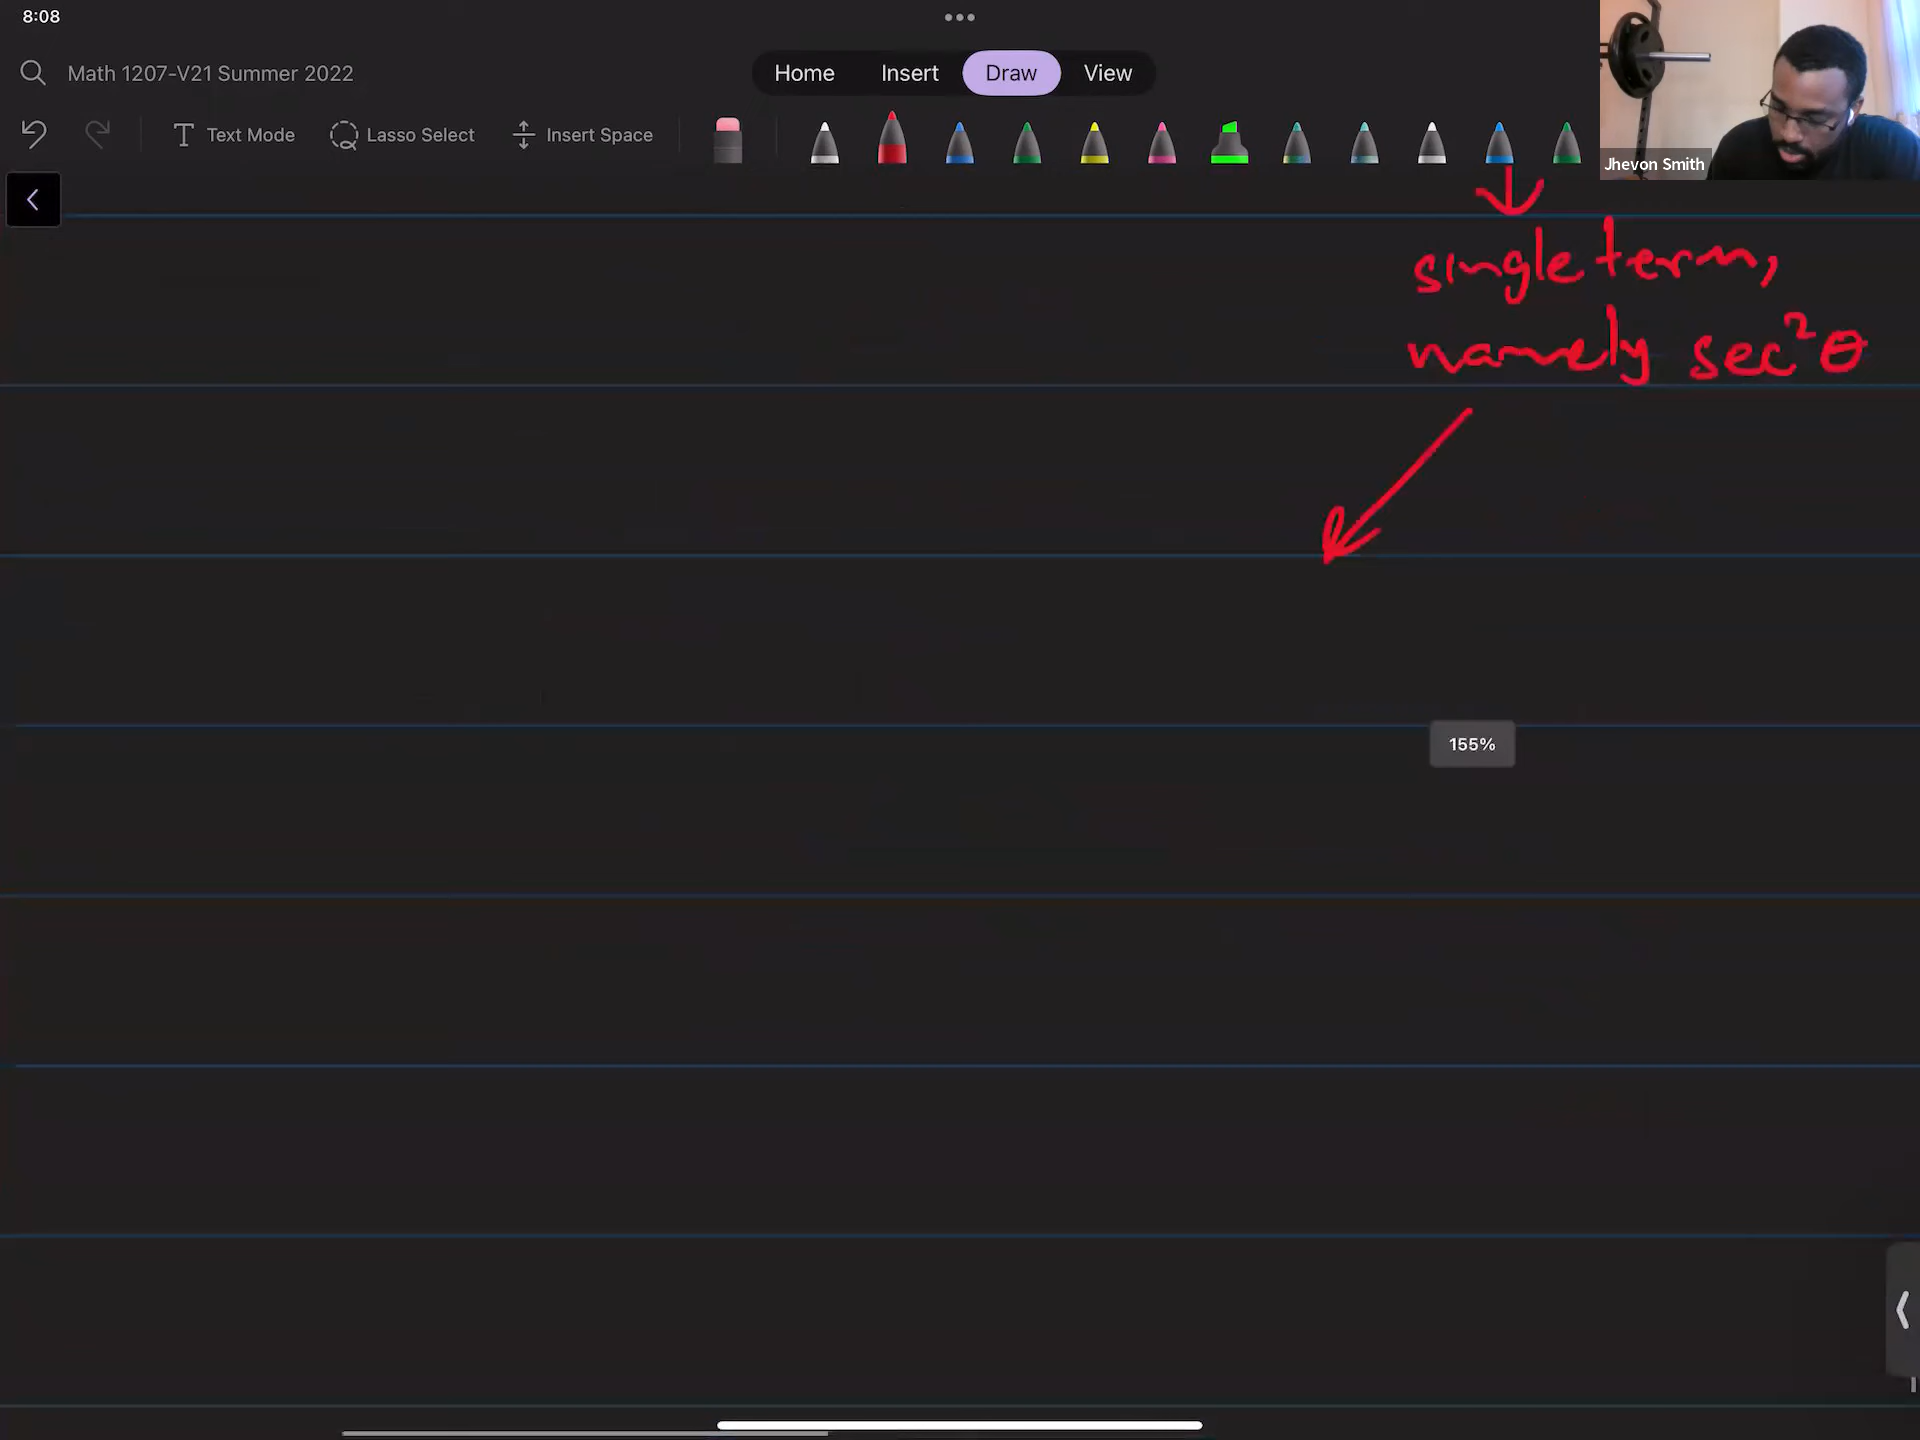 8:08
Math 1207-V21 Summer 2022
Home Insert Draw View
Text Mode Lasso Select Insert Space
Jhevon Smith
single term,
namely sec²θ
155%